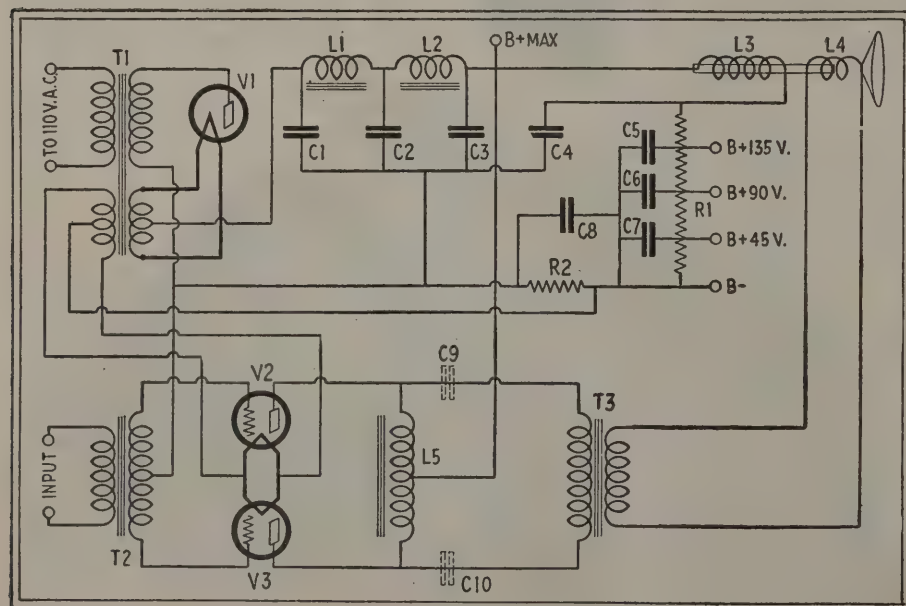 B+MAX
L1
L2
L3
L4
T1
V1
TO 110 V. A.C.
C1
C2
C3
C4
C5
B+135 V.
C6
B+90 V.
R1
C7
B+45 V.
C8
R2
B-
C9
V2
T3
L5
INPUT
T2
V3
C10